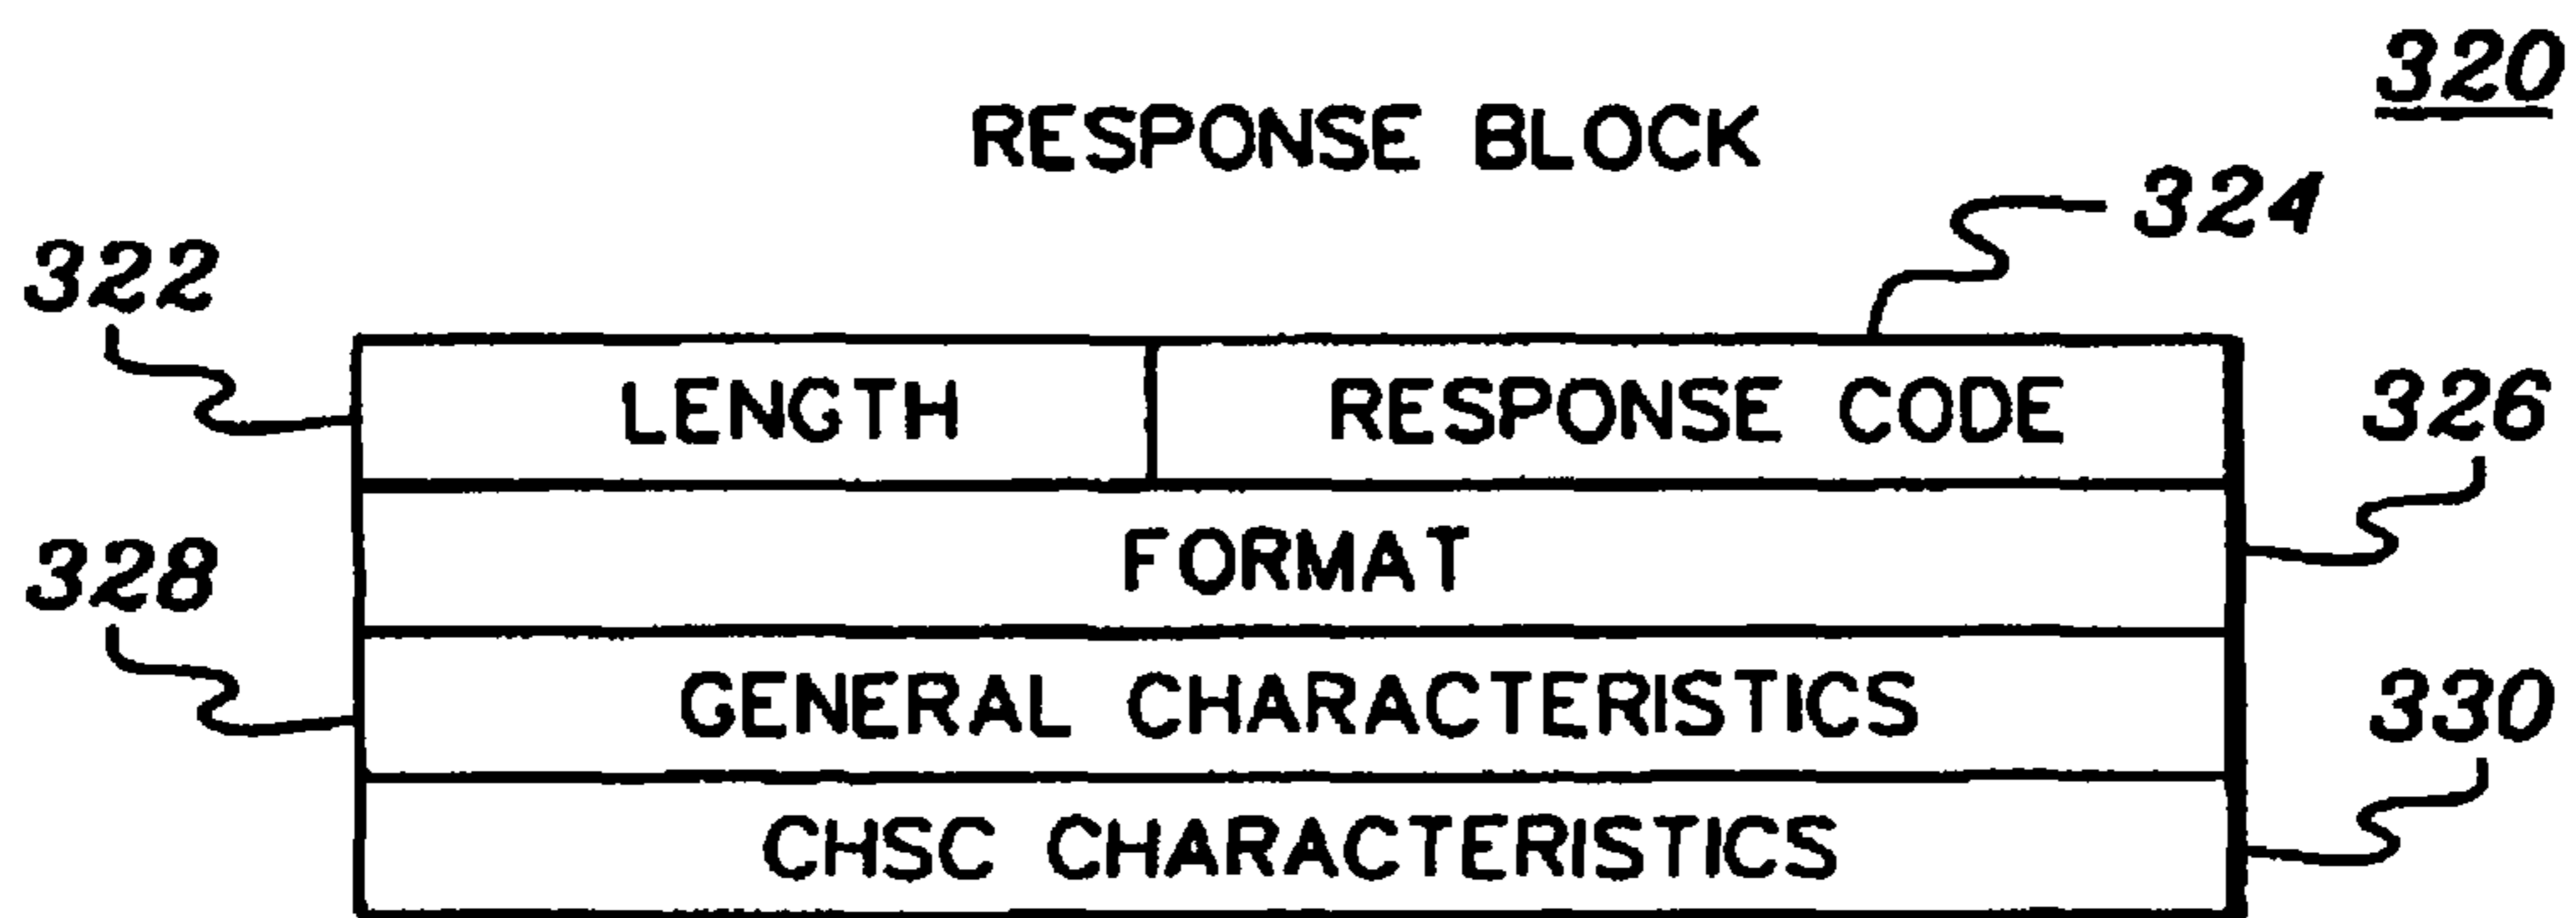 320
RESPONSE BLOCK
324
322
LENGTH RESPONSE CODE
326
FORMAT
328
GENERAL CHARACTERISTICS
330
CHSC CHARACTERISTICS